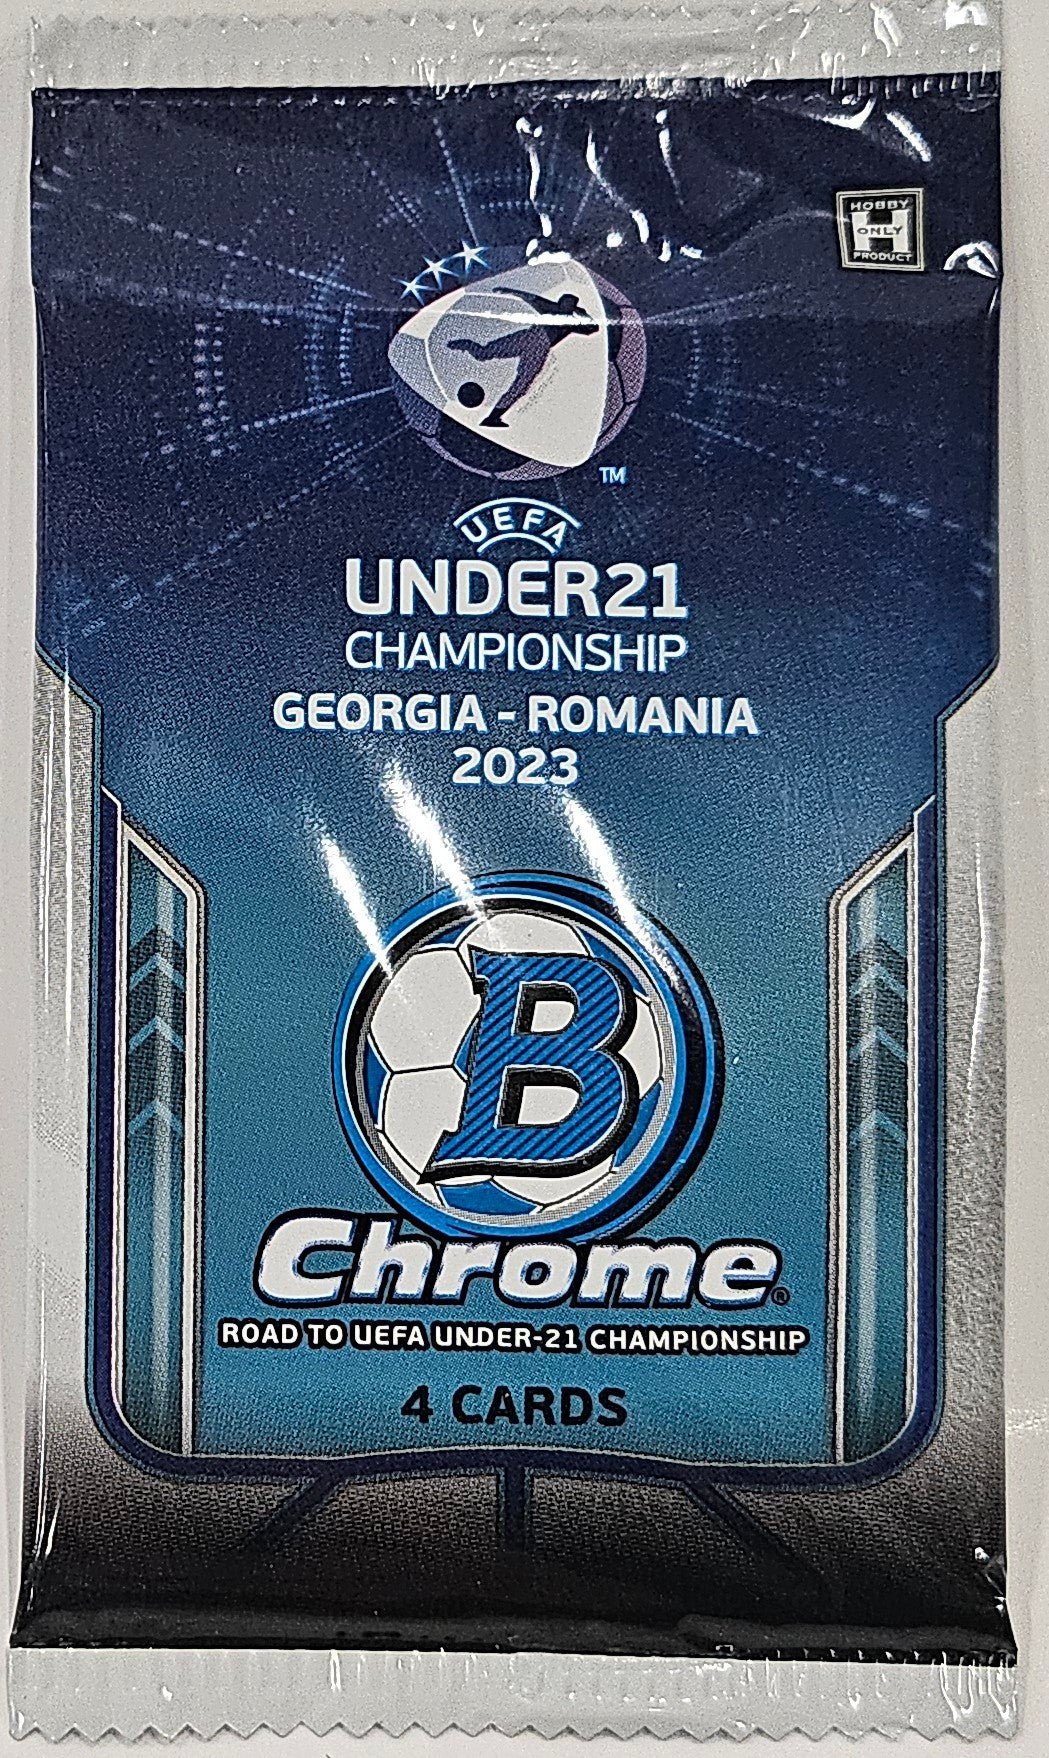 HOBBY
H
ONLY
PRODUCT
TM
UEFA
UNDER21
CHAMPIONSHIP
GEORGIA - ROMANIA
2023
B
Chrome®
ROAD TO UEFA UNDER-21 CHAMPIONSHIP
4 CARDS